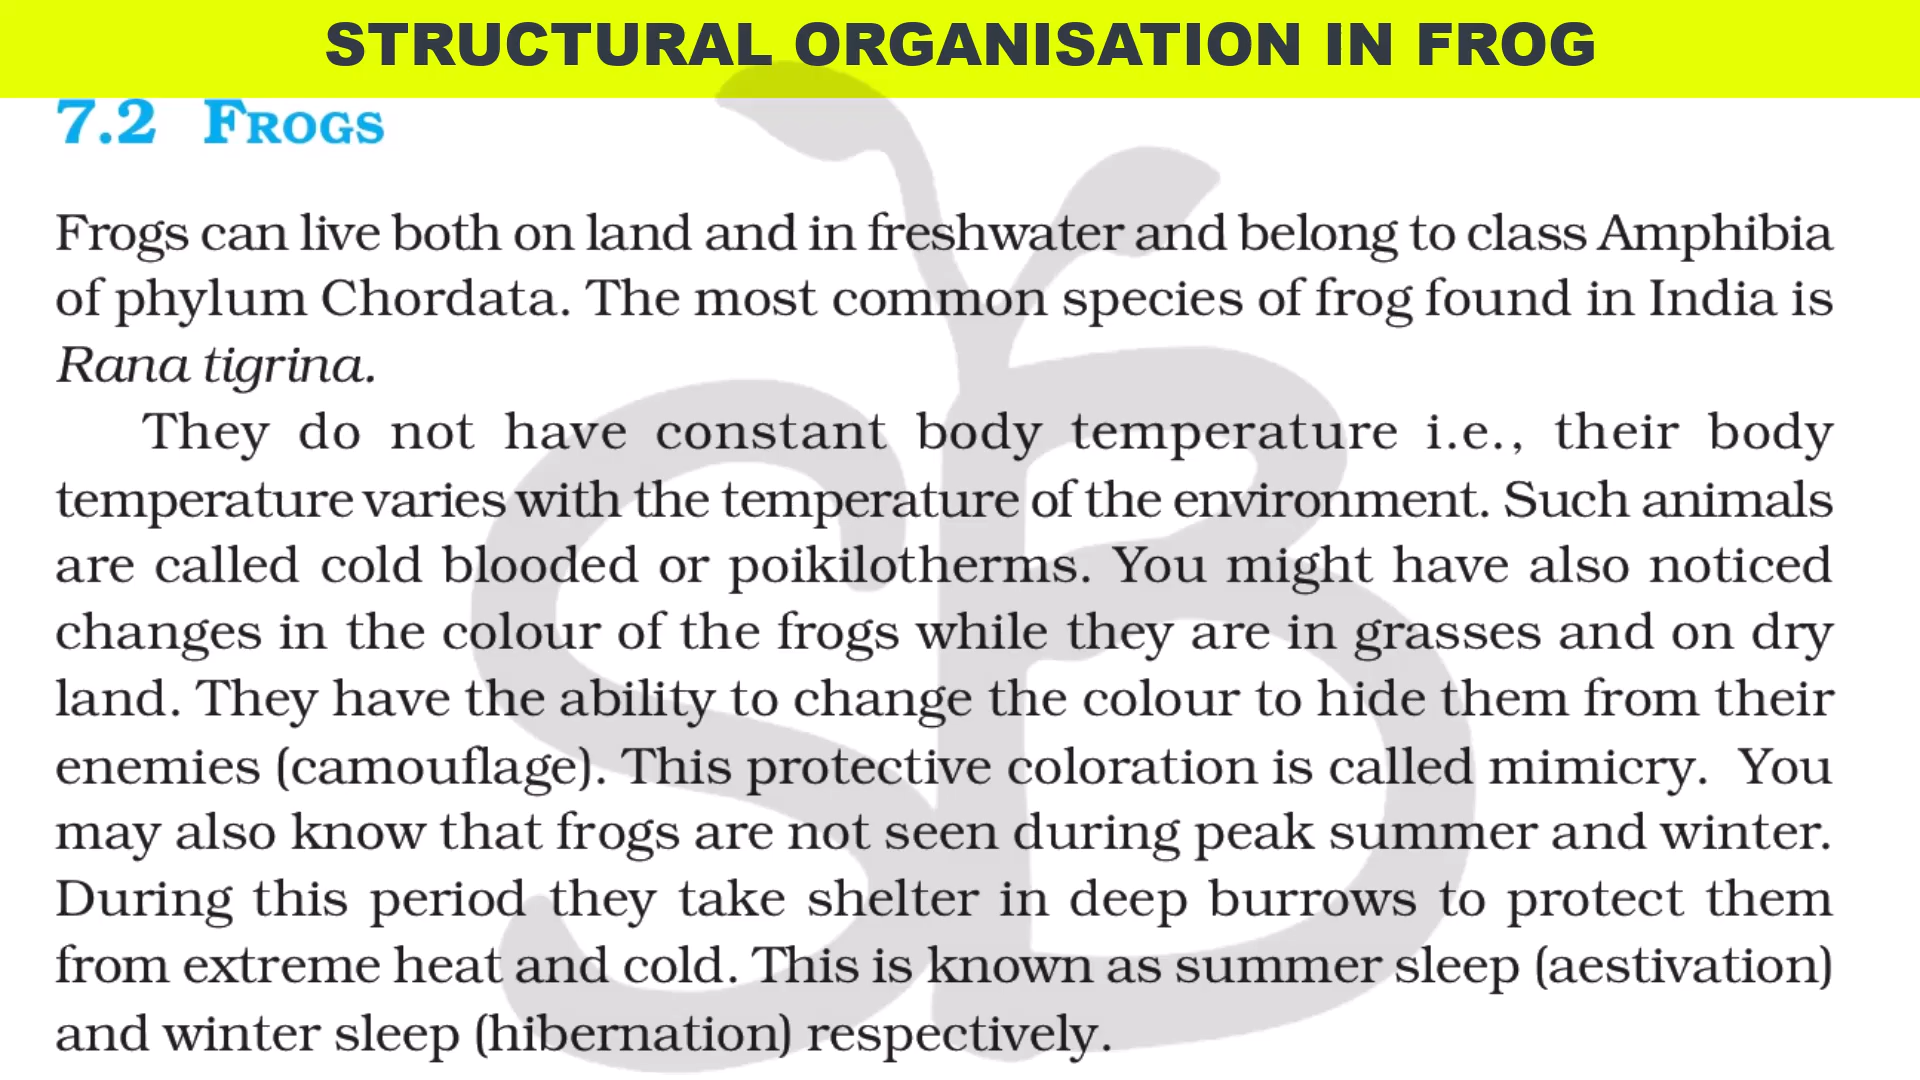 STRUCTURAL ORGANISATION IN FROG
7.2 FROGS
Frogs can live both on land and in freshwater and belong to class Amphibia
of phylum Chordata. The most common species of frog found in India is
Rana tigrina.
They do not have constant body temperature i.e., their body
temperature varies with the temperature of the environment. Such animals
are called cold blooded or poikilotherms. You might have also noticed
changes in the colour of the frogs while they are in grasses and on dry
land. They have the ability to change the colour to hide them from their
enemies (camouflage). This protective coloration is called mimicry. You
may also know that frogs are not seen during peak summer and winter.
During this period they take shelter in deep burrows to protect them
from extreme heat and cold. This is known as summer sleep (aestivation)
and winter sleep (hibernation) respectively.
SB